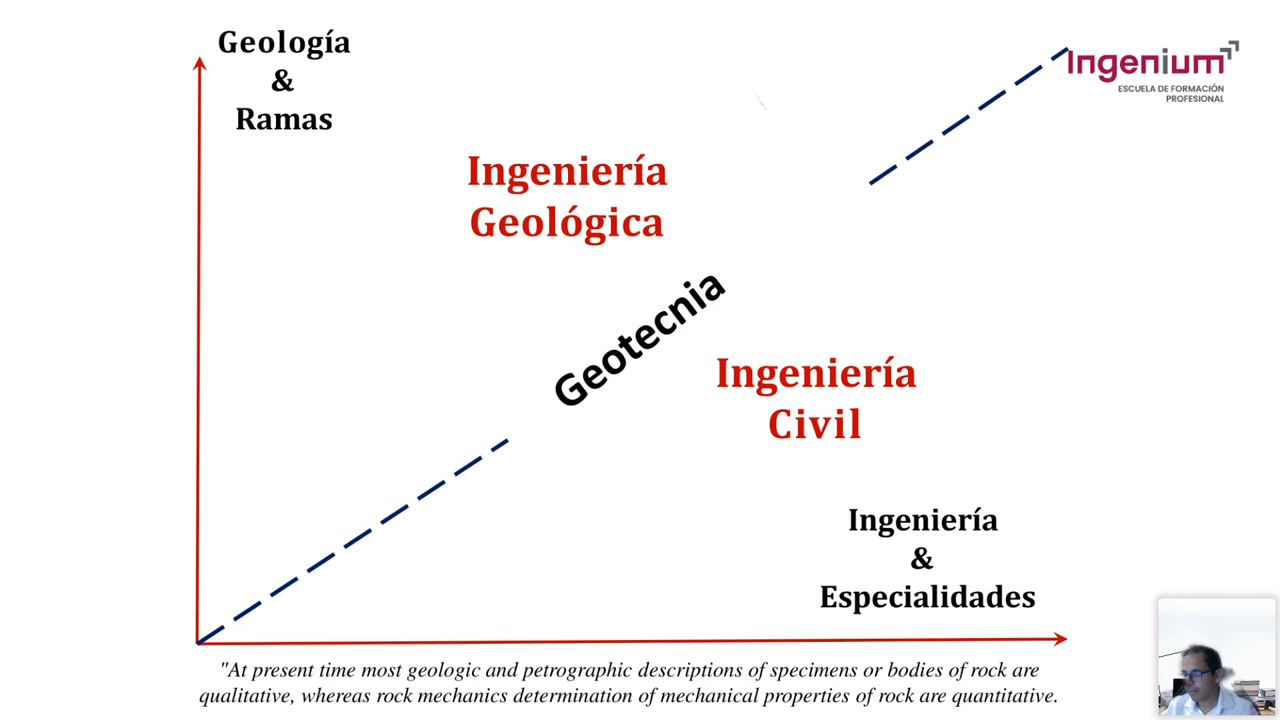 Geología
&
Ramas
Ingenium
ESCUELA DE FORMACIÓN
PROFESIONAL
Ingeniería
Geológica
Geotecnia
Ingeniería
Civil
Ingeniería
&
Especialidades
"At present time most geologic and petrographic descriptions of specimens or bodies of rock are
qualitative, whereas rock mechanics determination of mechanical properties of rock are quantitative.